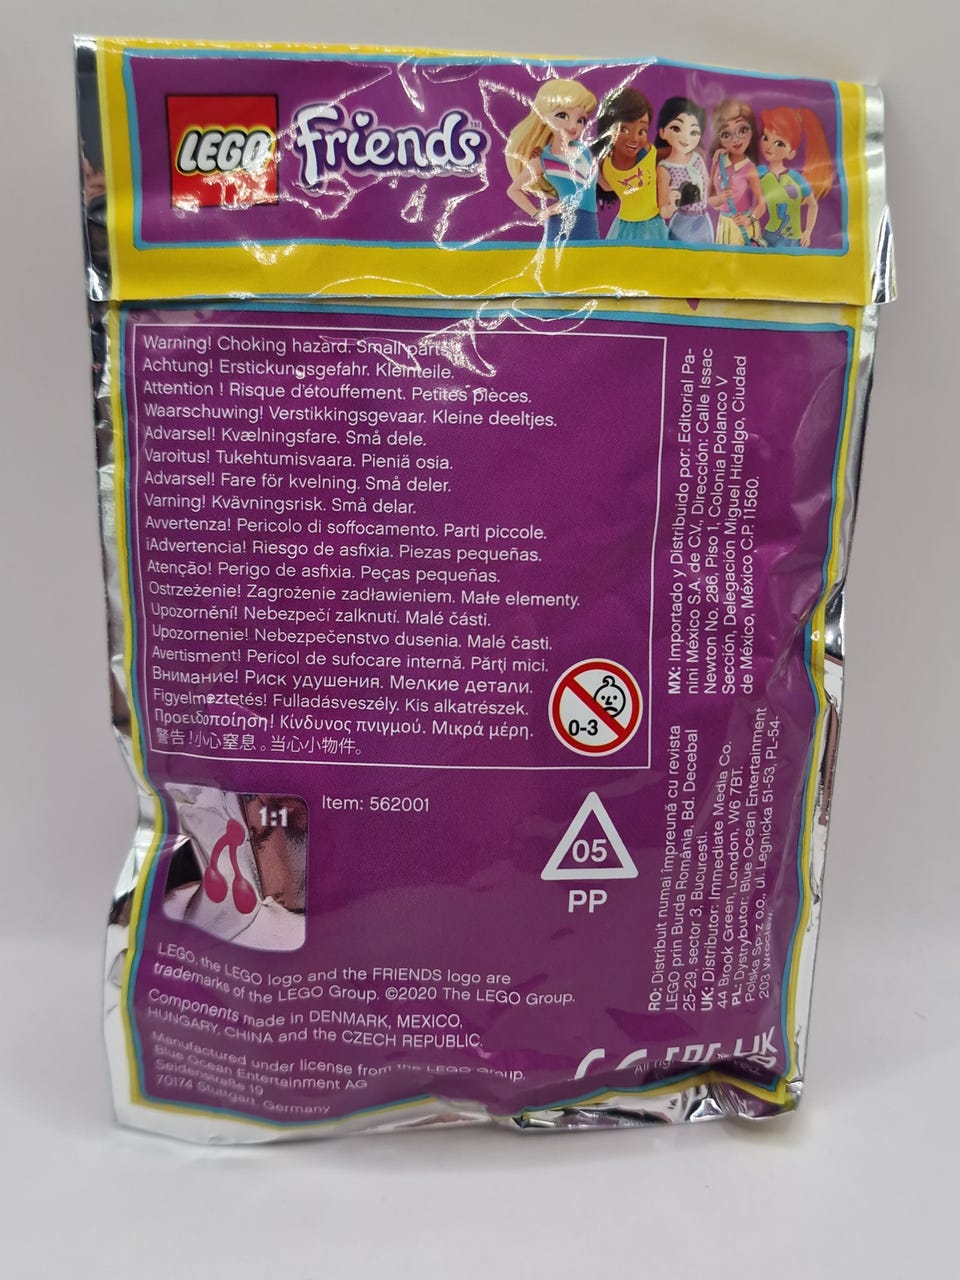 LEGO Friends™
Warning! Choking hazard. Small parts.
Achtung! Erstickungsgefahr. Kleinteile.
Attention ! Risque d'étouffement. Petites pièces.
Waarschuwing! Verstikkingsgevaar. Kleine deeltjes.
Advarsel! Kvælningsfare. Små dele.
Varoitus! Tukehtumisvaara. Pieniä osia.
Advarsel! Fare för kvelning. Små deler.
Varning! Kvävningsrisk. Små delar.
Avvertenza! Pericolo di soffocamento. Parti piccole.
¡Advertencia! Riesgo de asfixia. Piezas pequeñas.
Atenção! Perigo de asfixia. Peças pequeñas.
Ostrzeżenie! Zagrożenie zadławieniem. Małe elementy.
Upozornění! Nebezpečí zalknutí. Malé části.
Upozornenie! Nebezpečenstvo dusenia. Malé časti.
Avertisment! Pericol de sufocare internă. Părți mici.
Внимание! Риск удушения. Мелкие детали.
Figyelmeztetés! Fulladásveszély. Kis alkatrészek.
Προειδοποίηση! Κίνδυνος πνιγμού. Μικρά μέρη.
警告!小心窒息。当心小物件。
0-3
MX: Importado y Distribuido por: Editorial Pa-
nini México S.A. de C.V., Dirección: Calle Issac
Newton No. 286, Piso 1, Colonia Polanco V
Sección, Delegación Miguel Hidalgo, Ciudad
de México, México C.P. 11560.
1:1
Item: 562001
05
PP
RO: Distribuit numai împreună cu revista
LEGO prin Burda România, Bd. Decebal
25-29, sector 3, București.
UK: Distributor: Immediate Media Co.
44 Brook Green, London, W6 7BT.
PL: Dystrybutor: Blue Ocean Entertainment
Polska SP. z o.o., ul. Legnicka 51-53, PL-54-
203 Wrocław.
LEGO, the LEGO logo and the FRIENDS logo are
trademarks of the LEGO Group. ©2020 The LEGO Group.
Components made in DENMARK, MEXICO,
HUNGARY, CHINA and the CZECH REPUBLIC.
Manufactured under license from the LEGO Group.
Blue Ocean Entertainment AG
Seidenstraße 19
70174 Stuttgart, Germany
CE EAC UK
All